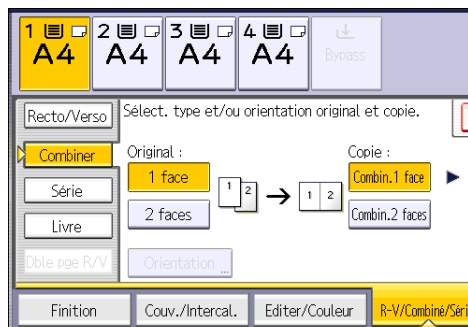 1 2 3 4
A4 A4 A4 A4 Bypass
Recto/Verso Sélect. type et/ou orientation original et copie.
Combiner Original : Copie :
Série 1 face 1 2 1 2 Combin.1 face
Livre 2 faces Combin.2 faces
Dble pge R/V Orientation ...
Finition Couv./Intercal. Editer/Couleur R-V/Combiné/Séri